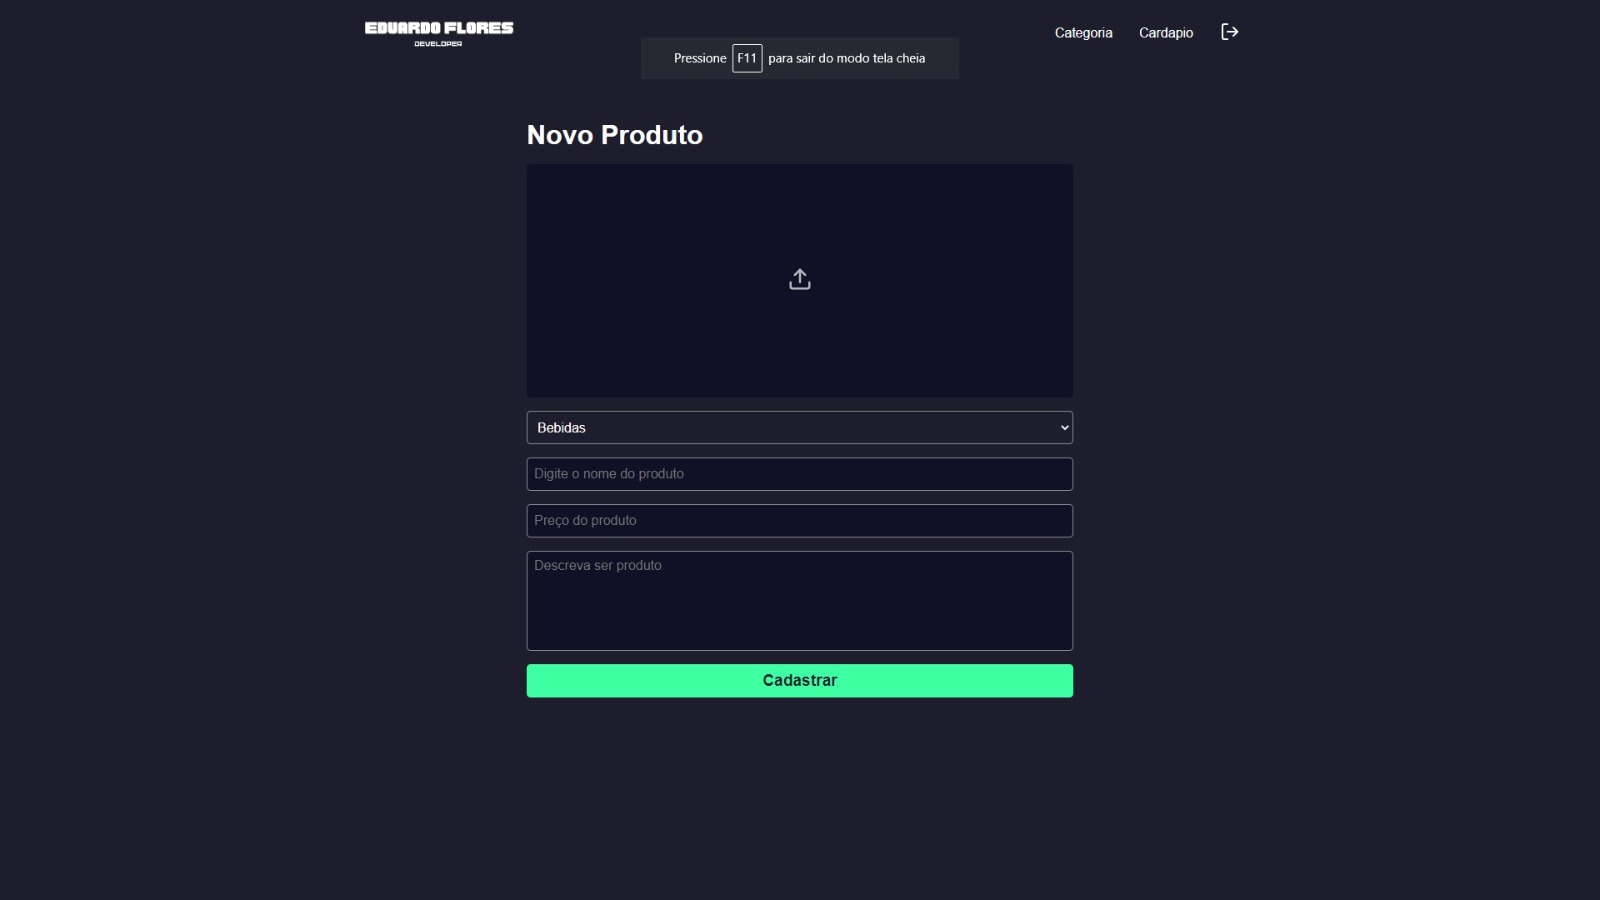 EDUARDO FLORES
DEVELOPER
Categoria
Cardapio
Pressione F11 para sair do modo tela cheia
Novo Produto
Bebidas
Digite o nome do produto
Preço do produto
Descreva ser produto
Cadastrar